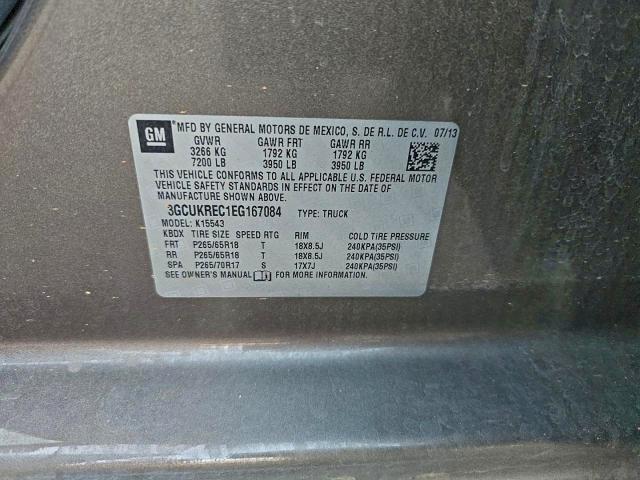 GM *MFD BY GENERAL MOTORS DE MEXICO, S. DE R.L. DE C.V. 07/13
GVWR GAWR FRT GAWR RR
3266 KG 1792 KG 1792 KG
7200 LB 3950 LB 3950 LB
THIS VEHICLE CONFORMS TO ALL APPLICABLE U.S. FEDERAL MOTOR
VEHICLE SAFETY STANDARDS IN EFFECT ON THE DATE OF
MANUFACTURE SHOWN ABOVE.
3GCUKREC1EG167084 TYPE: TRUCK
MODEL: K15543
KBDX TIRE SIZE SPEED RTG RIM COLD TIRE PRESSURE
FRT P265/65R18 T 18X8.5J 240KPA(35PSI)
RR P265/65R18 T 18X8.5J 240KPA(35PSI)
SPA P265/70R17 S 17X7J 240KPA(35PSI)
SEE OWNER'S MANUAL FOR MORE INFORMATION.